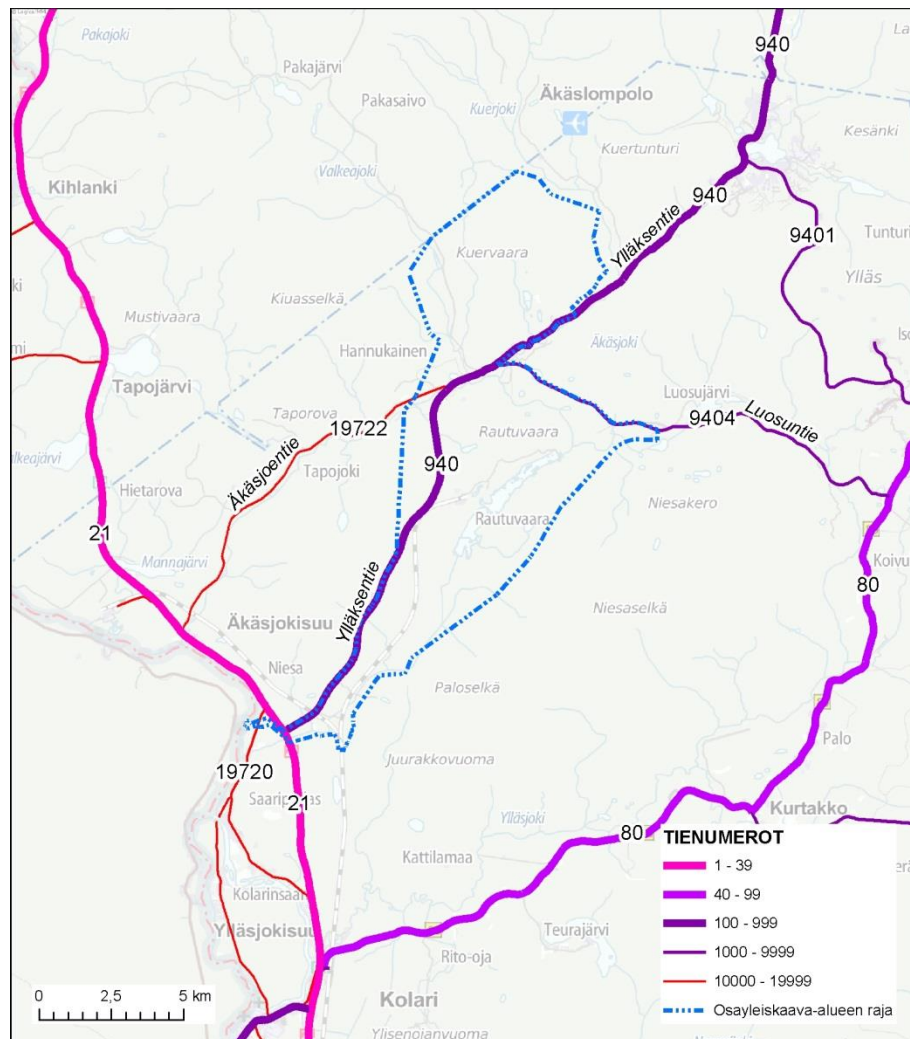 Pakajoki
940
Pakajärvi
Pakasaivo
Kuerjoki
Äkäslompolo
Kesänki
Valkeajoki
Kuertunturi
Kihlanki
940
9401
Kuervaara
Ylläksentie
Tunturi
Ylläs
Kiuasselkä
Mustivaara
Hannukainen
Äkäsjoki
Tapojärvi
Luosujärvi
Taporova
19722
Rautuvaara
9404
Luosuntie
Äkäsjoentie
Tapojoki
940
Hietarova
Niesakero
Rautuvaara
21
Koivu
Mannajärvi
80
Niesaselkä
Äkäsjokisuu
Ylläksentie
Niesa
Paloselkä
Palo
Juurakkovuoma
19720
21
Kurtakko
Ylläsjoki
80
Kattilamaa
Kolarinsaari
Ylläsjokisuu
Teurajärvi
Rito-oja
Kolari
Ylisenojanvuoma
TIENUMEROT
1 - 39
40 - 99
100 - 999
1000 - 9999
10000 - 19999
Osayleiskaava-alueen raja
0 2,5 5 km